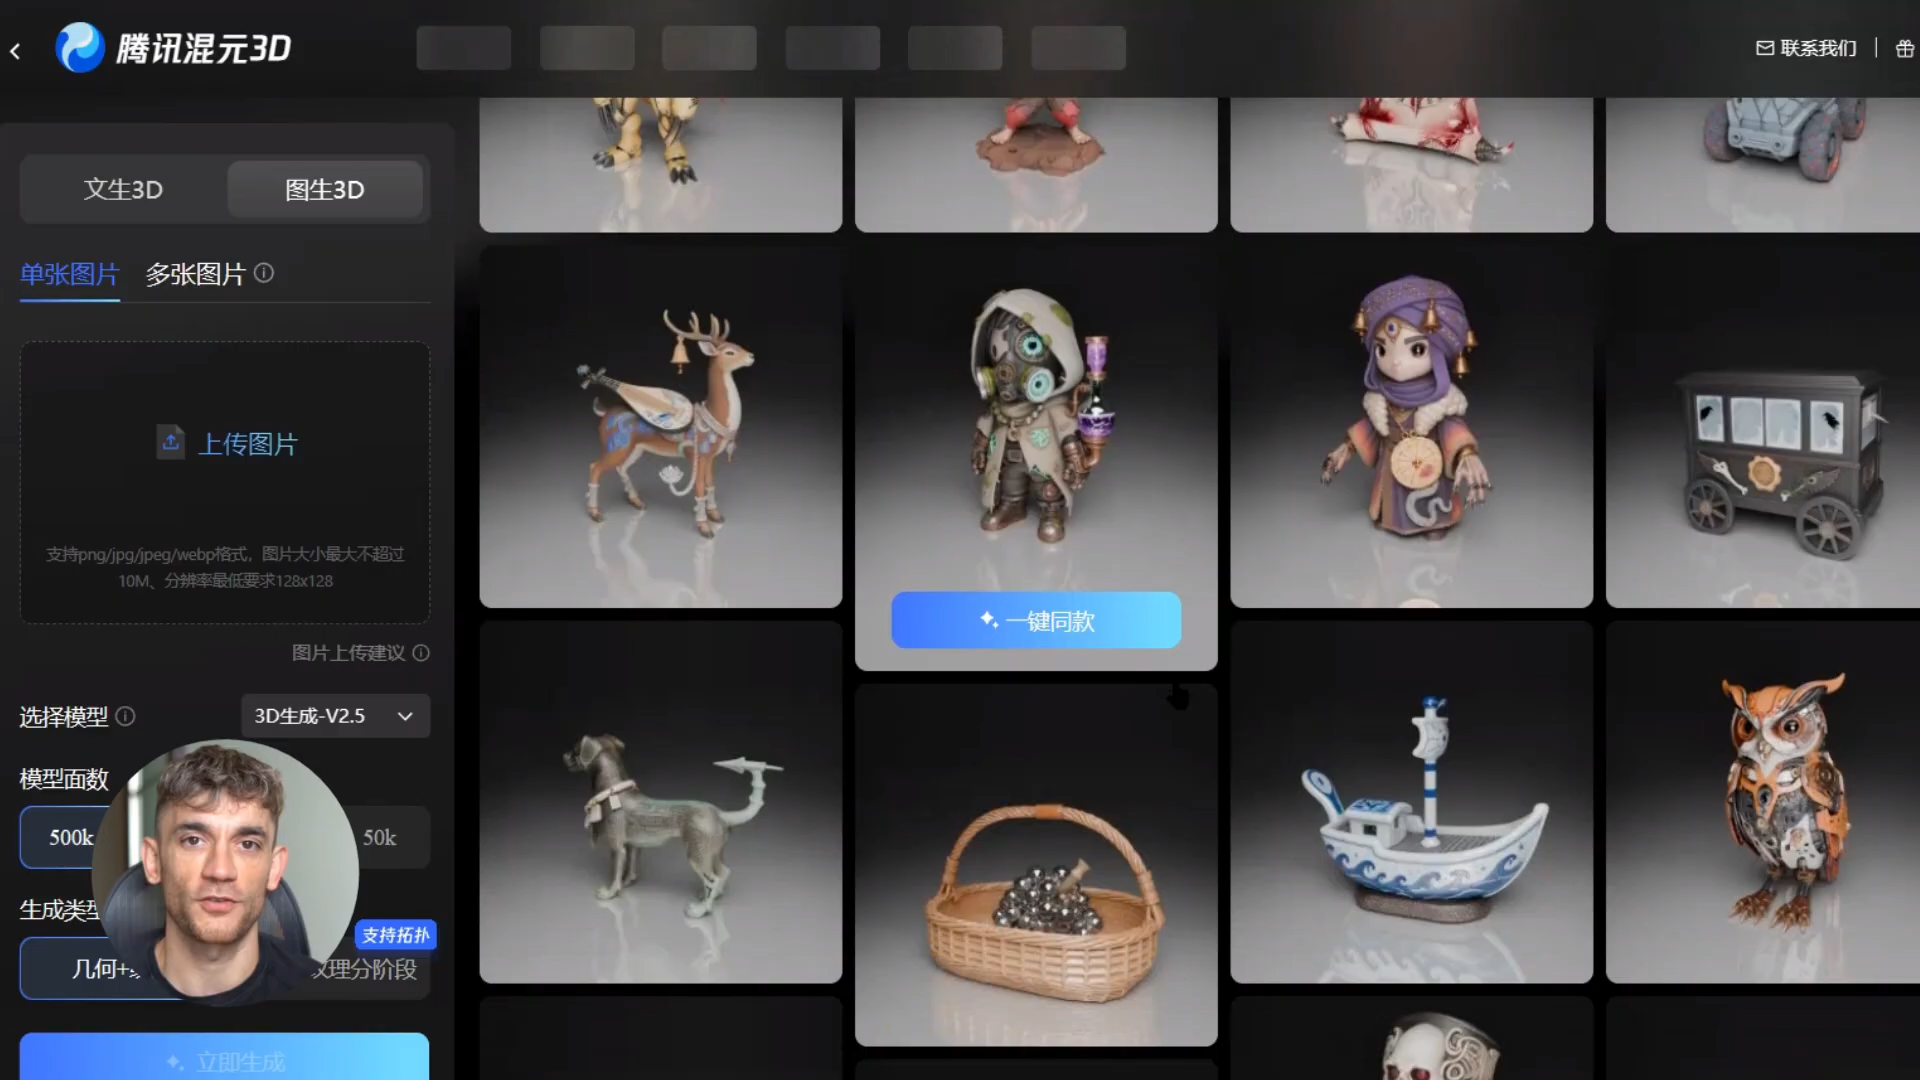 腾讯混元3D
联系我们
文生3D
图生3D
单张图片
多张图片
上传图片
支持png/jpg/jpeg/webp格式，图片大小最大不超过
10M、分辨率最低要求128x128
图片上传建议
一键同款
选择模型
3D生成-V2.5
模型面数
500k
50k
生成类型
支持拓扑
几何+
纹理分阶段
立即生成